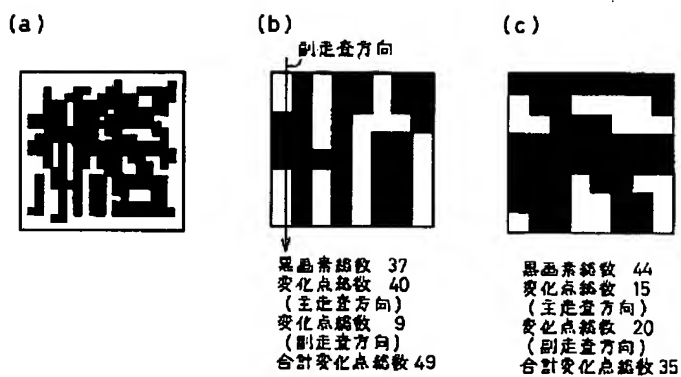 (a)
(b)
(c)
副走査方向
黒画素総数 37
変化点総数 40
(主走査方向)
変化点総数 9
(副走査方向)
合計変化点総数 49
黒画素総数 44
変化点総数 15
(主走査方向)
変化点総数 20
(副走査方向)
合計変化点総数 35